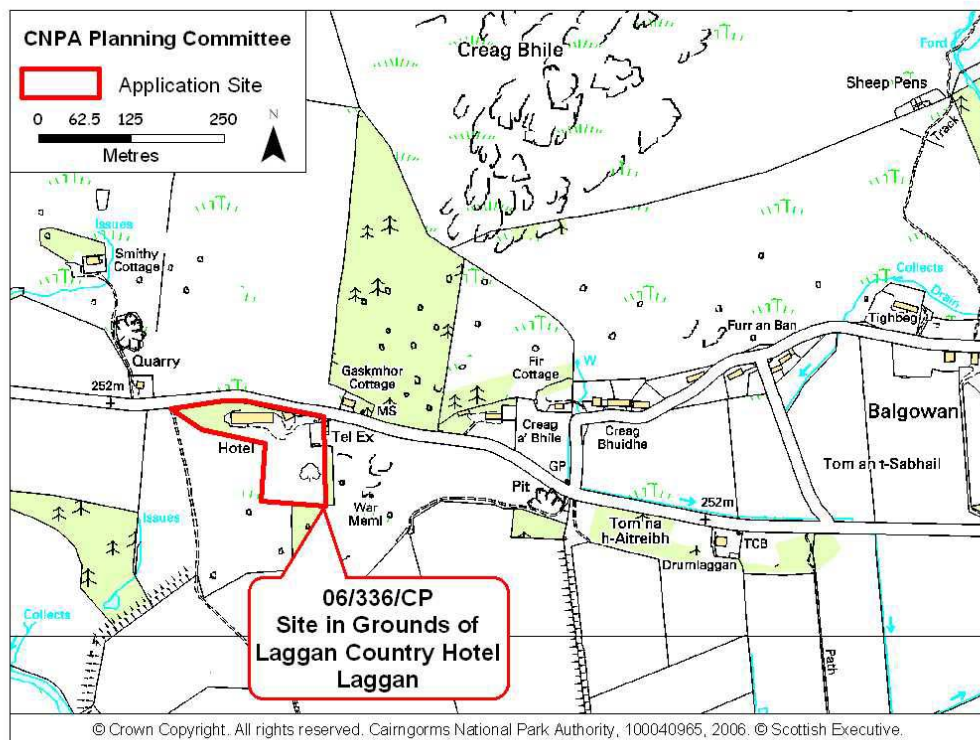 CNPA Planning Committee
Application Site
0 62.5 125 250
Metres
N
Creag Bhile
Ford
Sheep Pens
Track
Issues
Smithy
Cottage
Collects
Drain
Tighbeg
Furr an Ban
Quarry
Gaskmhor
Cottage
Fir
Cottage
W
252m
MS
Balgowan
Hotel
Tel Ex
Creag
a' Bhile
Creag
Bhuidhe
GP
Tom an t-Sabhail
War
Meml
Pit
252m
Issues
Tom na
h-Aitreibh
TCB
Drumlaggan
06/336/CP
Site in Grounds of
Laggan Country Hotel
Laggan
Collects
Path
© Crown Copyright. All rights reserved. Cairngorms National Park Authority, 100040965, 2006. © Scottish Executive.